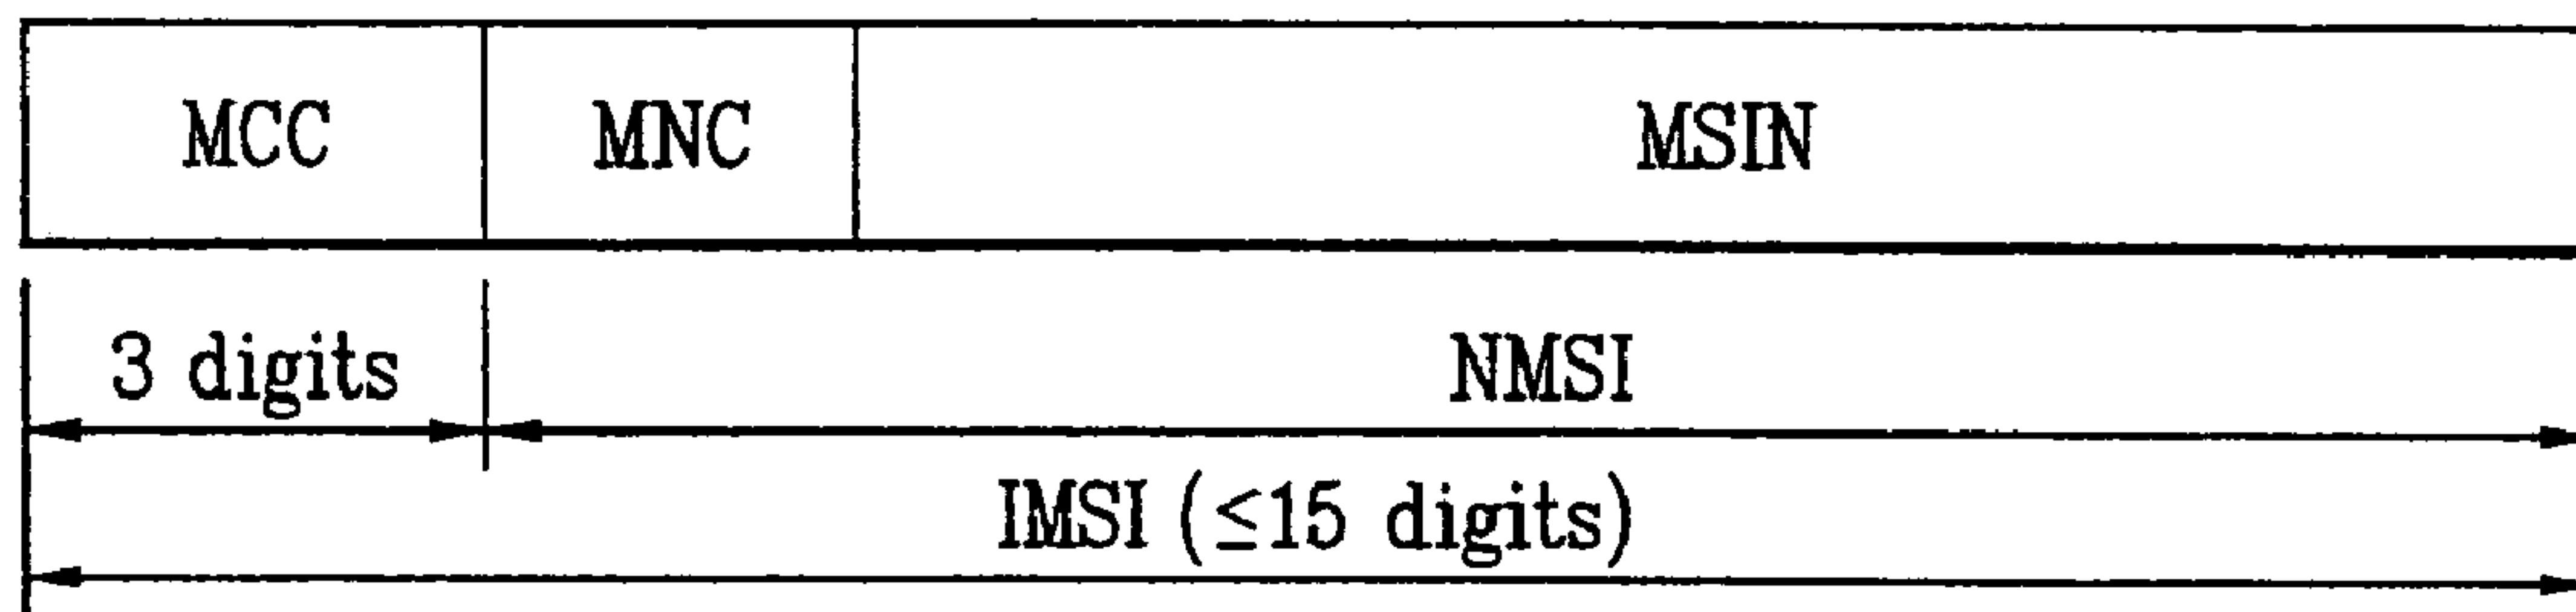 MCC MNC MSIN
3 digits NMSI
IMSI (≤15 digits)